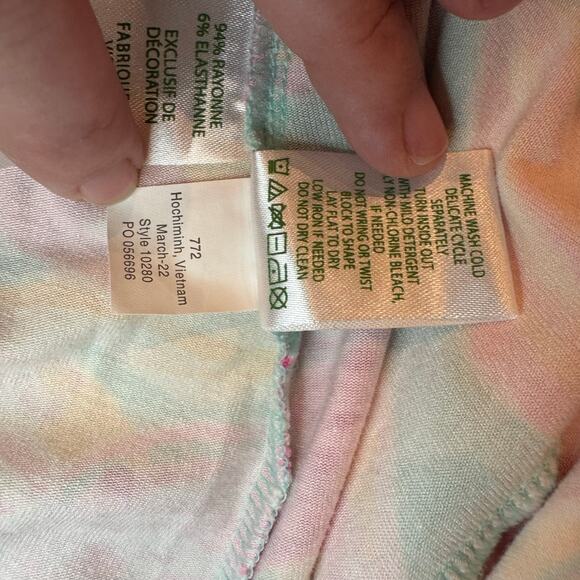 94% RAYONNE
6% ELASTHANNE
EXCLUSIF DE
DÉCORATION
772
Hochiminh, Vietnam
March-22
Style 10280
PO 056696
MACHINE WASH COLD
DELICATE CYCLE
SEPARATELY
TURN INSIDE OUT
WITH MILD DETERGENT
NON-CHLORINE BLEACH,
IF NEEDED
DO NOT WRING OR TWIST
BLOCK TO SHAPE
LAY FLAT TO DRY
LOW IRON IF NEEDED
DO NOT DRY CLEAN